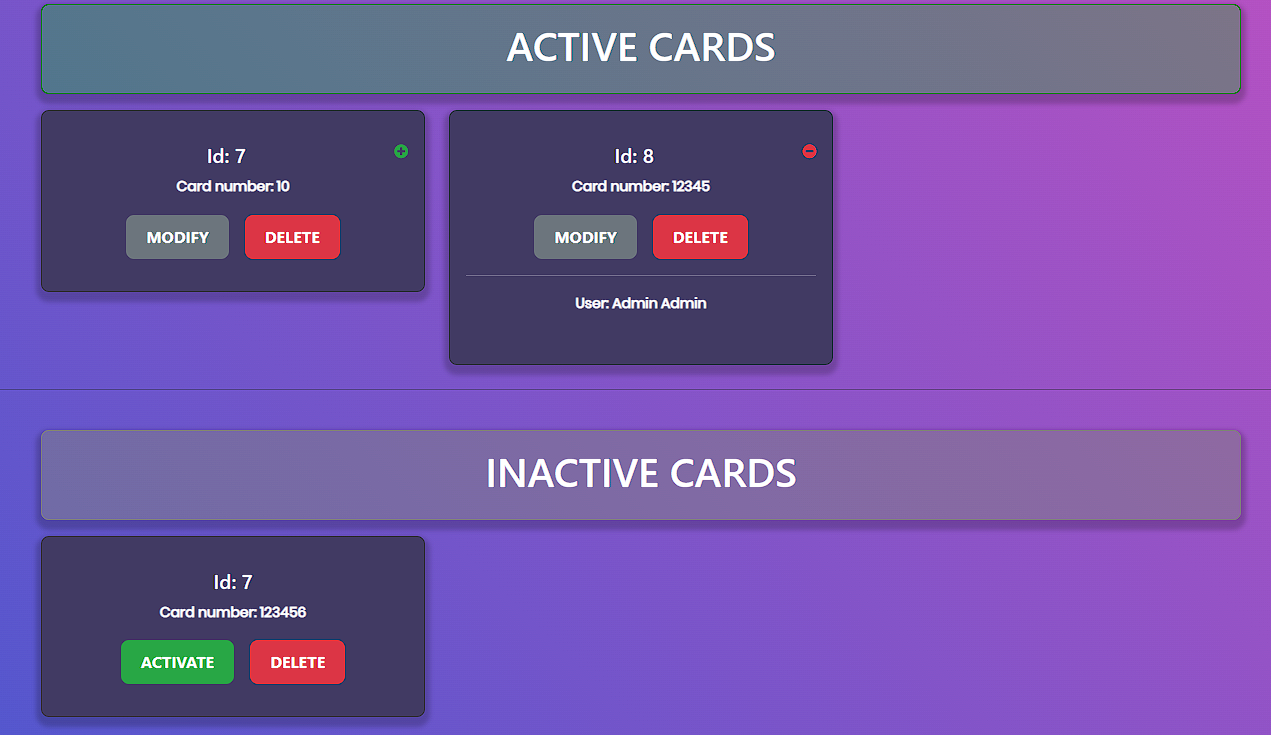 ACTIVE CARDS
Id: 7
Card number: 10
MODIFY DELETE
Id: 8
Card number: 12345
MODIFY DELETE
User: Admin Admin
INACTIVE CARDS
Id: 7
Card number: 123456
ACTIVATE DELETE